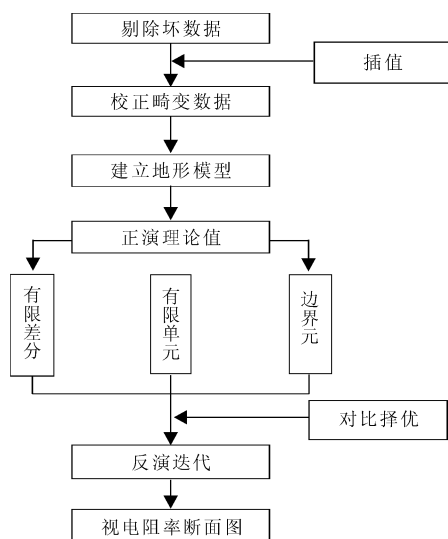 剔除坏数据
插值
校正畸变数据
建立地形模型
正演理论值
有限差分
有限单元
边界元
对比择优
反演迭代
视电阻率断面图